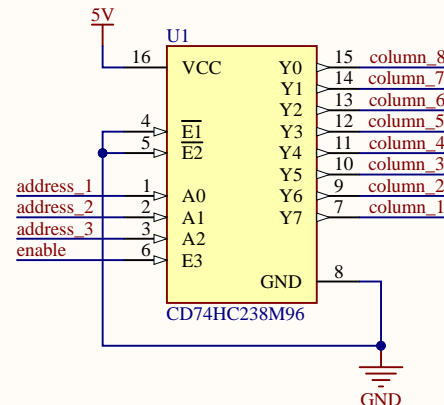 5V
U1
16 VCC Y0 15 column_8
Y1 14 column_7
Y2 13 column_6
4 E1 Y3 12 column_5
5 E2 Y4 11 column_4
Y5 10 column_3
address_1 1 A0 Y6 9 column_2
address_2 2 A1 Y7 7 column_1
address_3 3 A2
enable 6 E3
GND 8
CD74HC238M96
GND